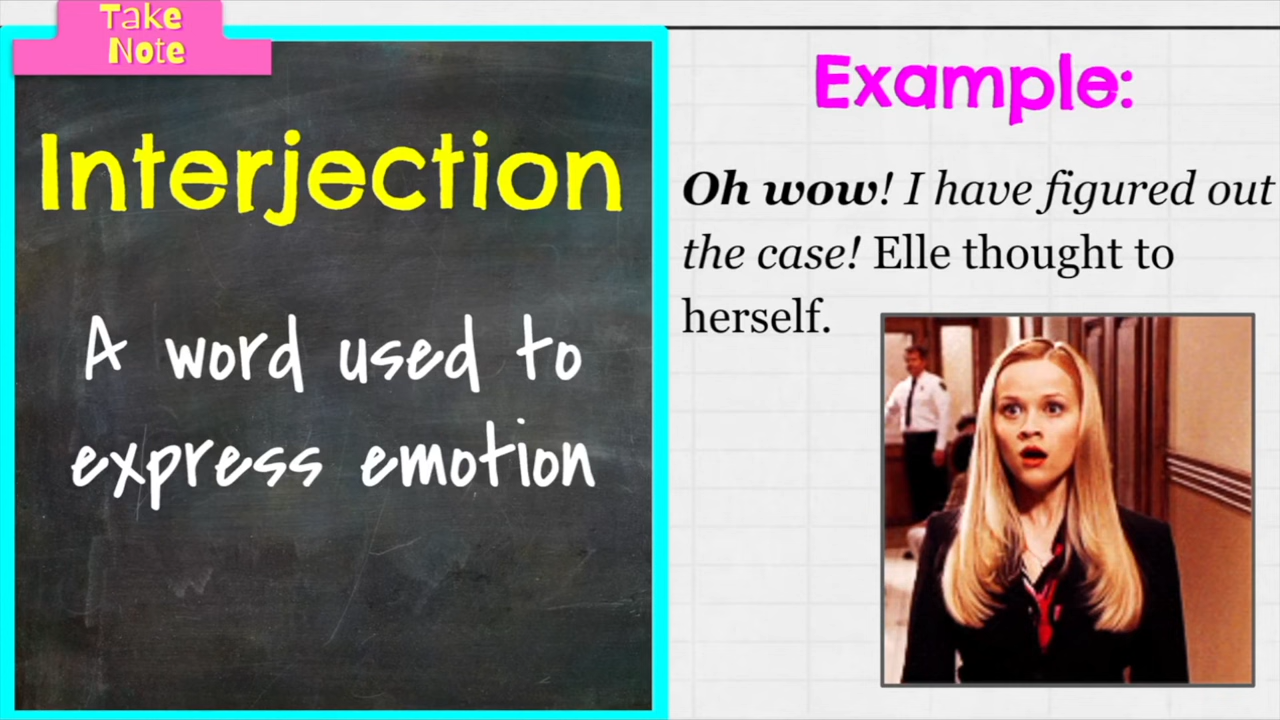 Take
Note
Interjection
A word used to
express emotion
Example:
Oh wow! I have figured out
the case! Elle thought to
herself.